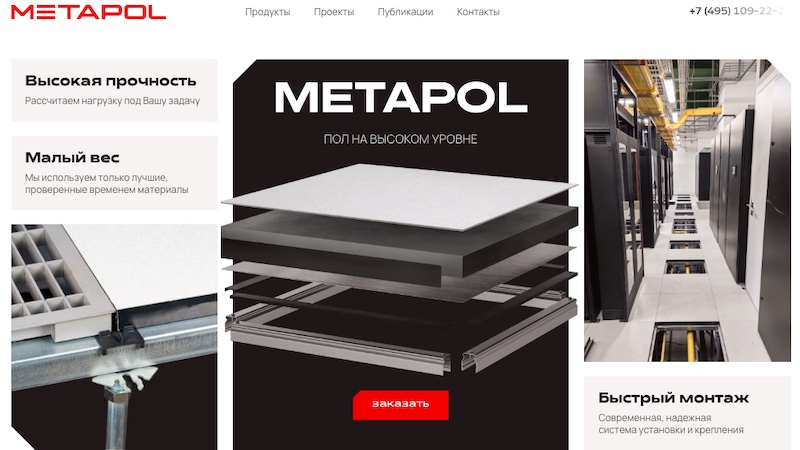 METAPOL
Продукты
Проекты
Публикации
Контакты
+7 (495) 109-22-2
Высокая прочность
Рассчитаем нагрузку под Вашу задачу
Малый вес
Мы используем только лучшие,
проверенные временем материалы
METAPOL
ПОЛ НА ВЫСОКОМ УРОВНЕ
заказать
Быстрый монтаж
Современная, надежная
система установки и крепления